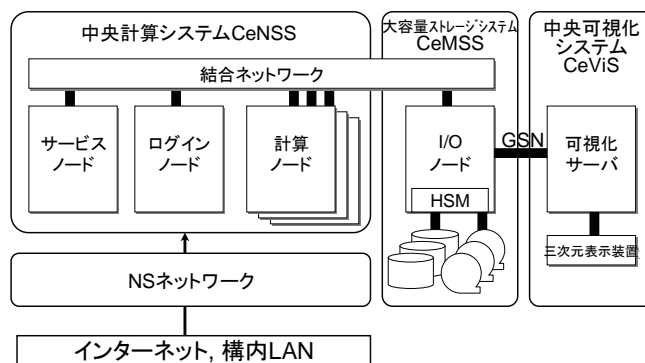 中央計算システムCeNSS
大容量ストレージシステム
CeMSS
中央可視化
システム
CeViS
結合ネットワーク
サービス
ノード
ログイン
ノード
計算
ノード
I/O
ノード
HSM
GSN
可視化
サーバ
三次元表示装置
NSネットワーク
インターネット, 構内LAN